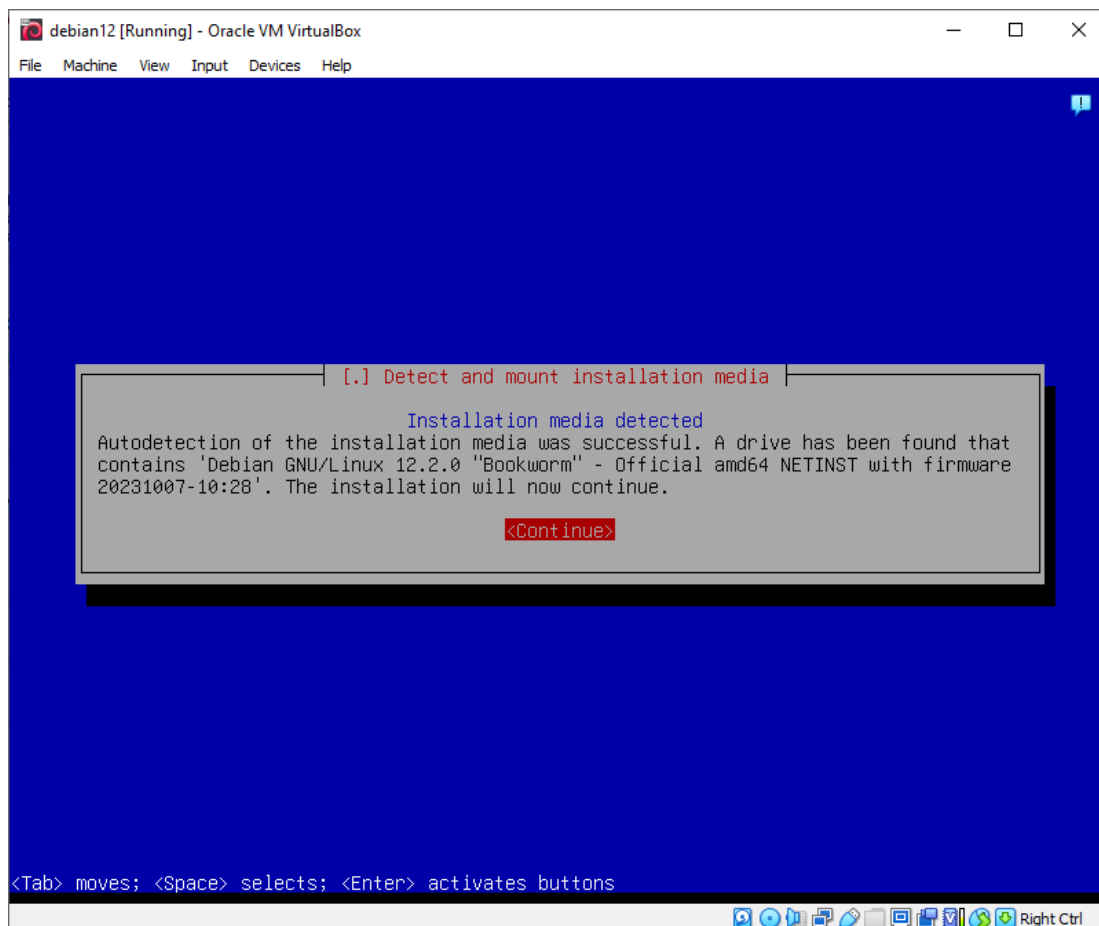 debian12 [Running] - Oracle VM VirtualBox
File Machine View Input Devices Help
[.] Detect and mount installation media
Installation media detected
Autodetection of the installation media was successful. A drive has been found that
contains 'Debian GNU/Linux 12.2.0 "Bookworm" - Official amd64 NETINST with firmware
20231007-10:28'. The installation will now continue.
<Continue>
<Tab> moves; <Space> selects; <Enter> activates buttons
Right Ctrl